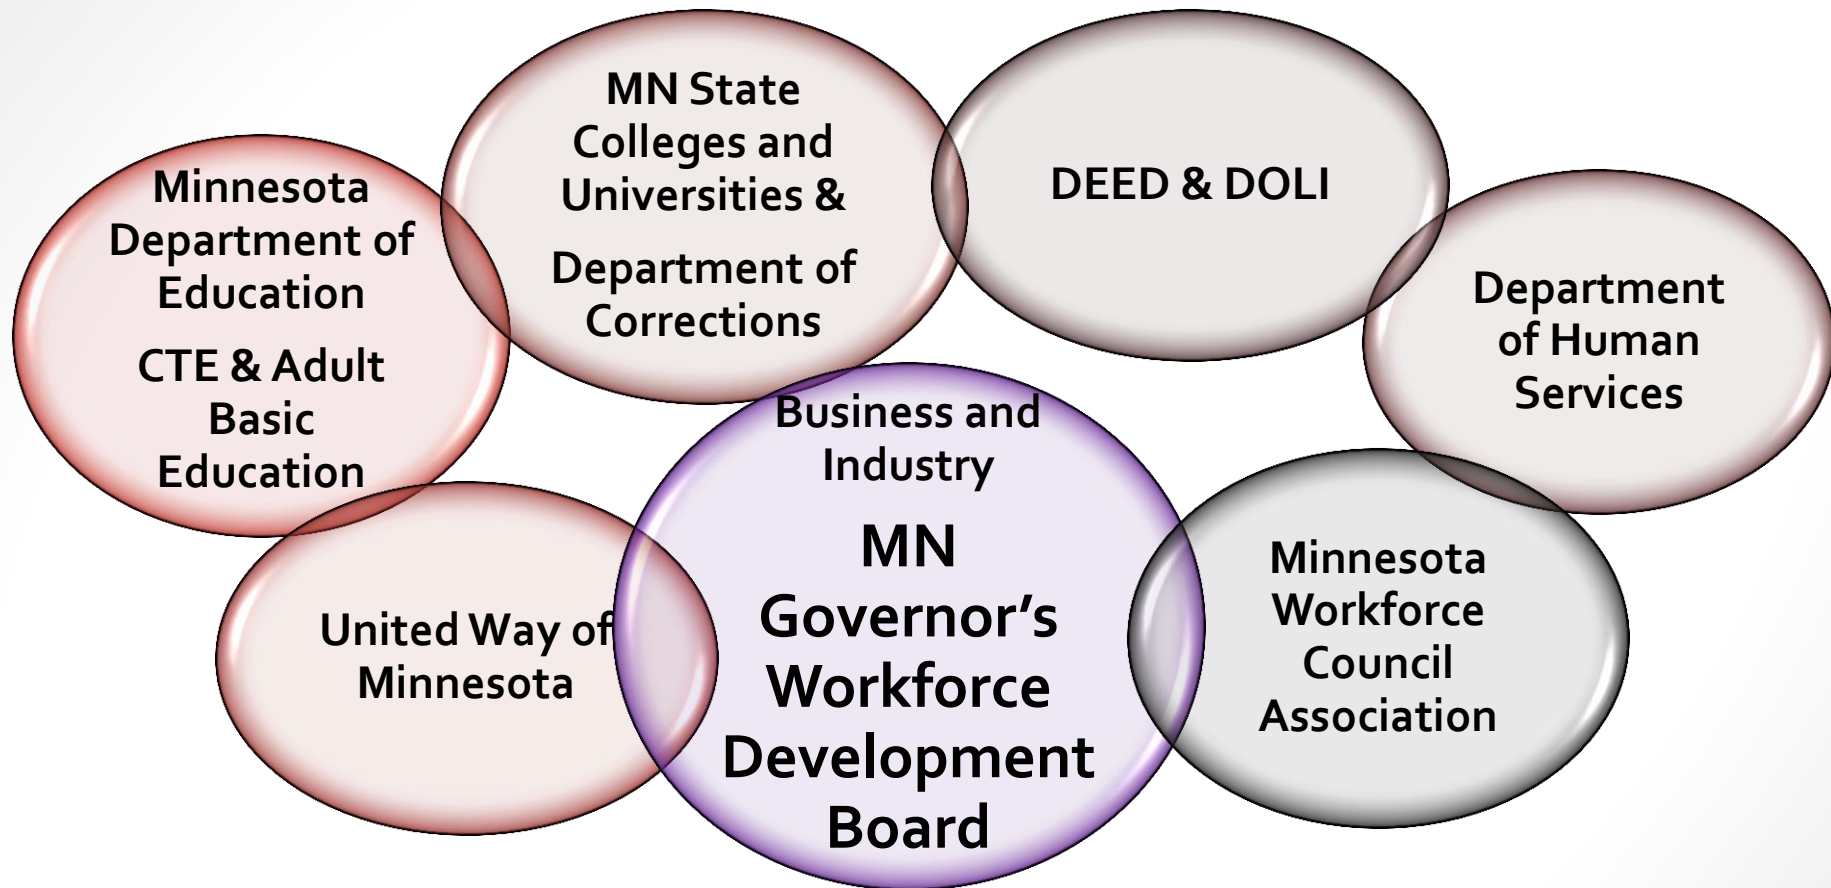 Minnesota
Department of
Education
CTE & Adult
Basic
Education
MN State
Colleges and
Universities &
Department of
Corrections
DEED & DOLI
Department
of Human
Services
United Way of
Minnesota
Business and
Industry
MN
Governor’s
Workforce
Development
Board
Minnesota
Workforce
Council
Association